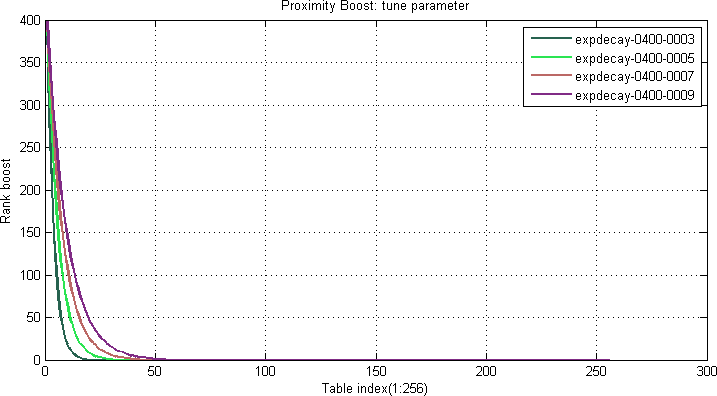 Proximity Boost: tune parameter
expdecay-0400-0003
expdecay-0400-0005
expdecay-0400-0007
expdecay-0400-0009
Rank boost
400
350
300
250
200
150
100
50
0
0 50 100 150 200 250 300
Table index(1:256)